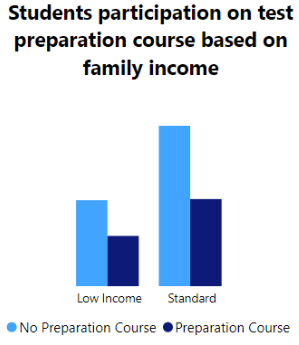 Students participation on test
preparation course based on
family income
Low Income Standard
No Preparation Course Preparation Course